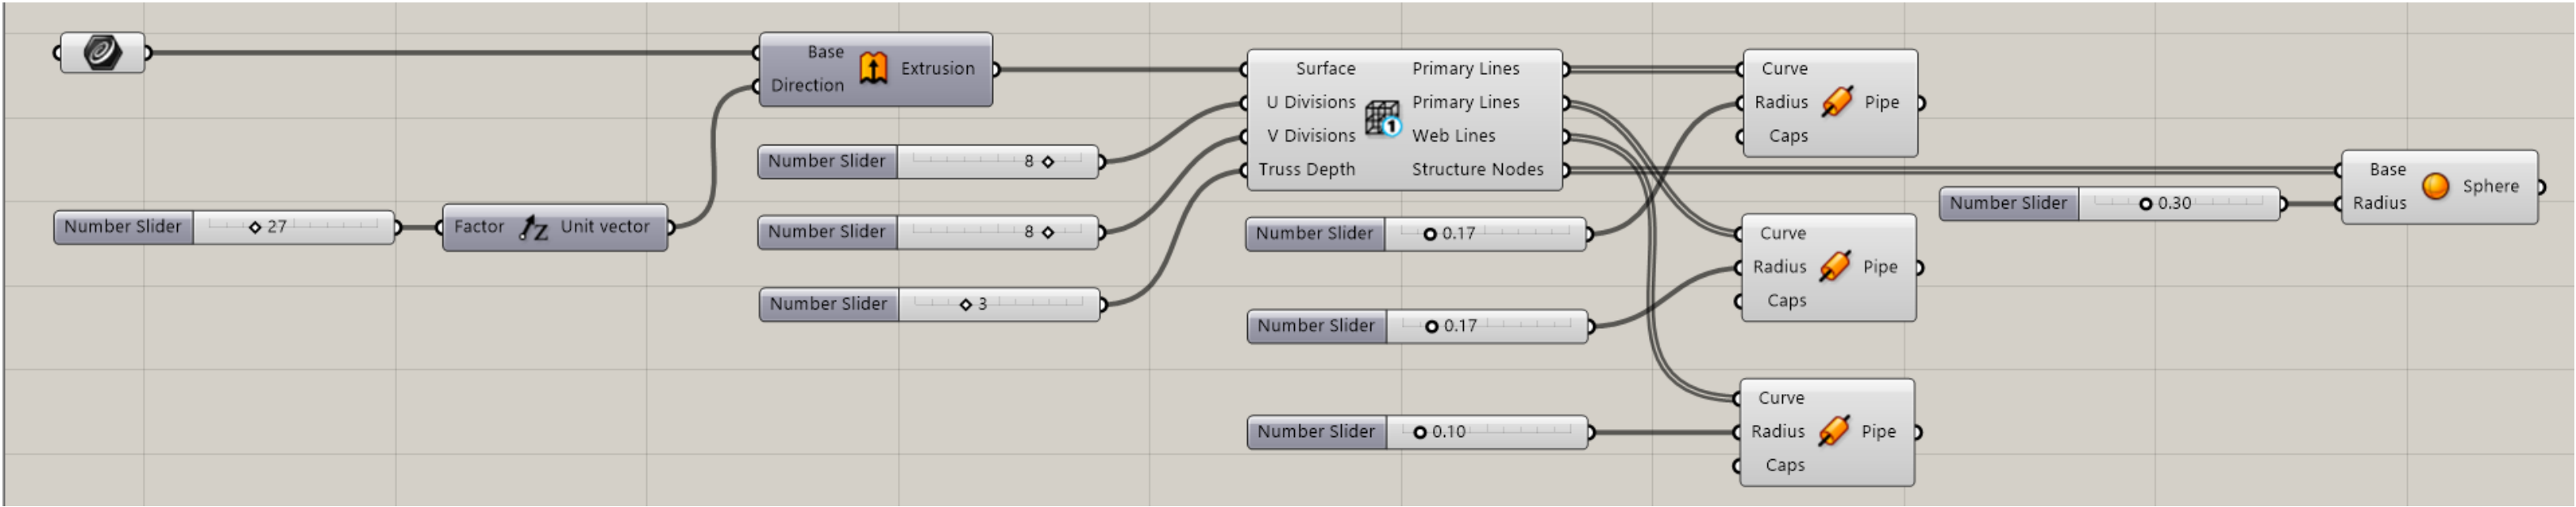 Base
Direction
Extrusion
Number Slider 27
Factor
Unit vector
Number Slider 8
Number Slider 8
Number Slider 3
Surface
U Divisions
V Divisions
Truss Depth
1
Primary Lines
Primary Lines
Web Lines
Structure Nodes
Number Slider 0.17
Number Slider 0.17
Number Slider 0.10
Curve
Radius
Caps
Pipe
Curve
Radius
Caps
Pipe
Curve
Radius
Caps
Pipe
Number Slider 0.30
Base
Radius
Sphere